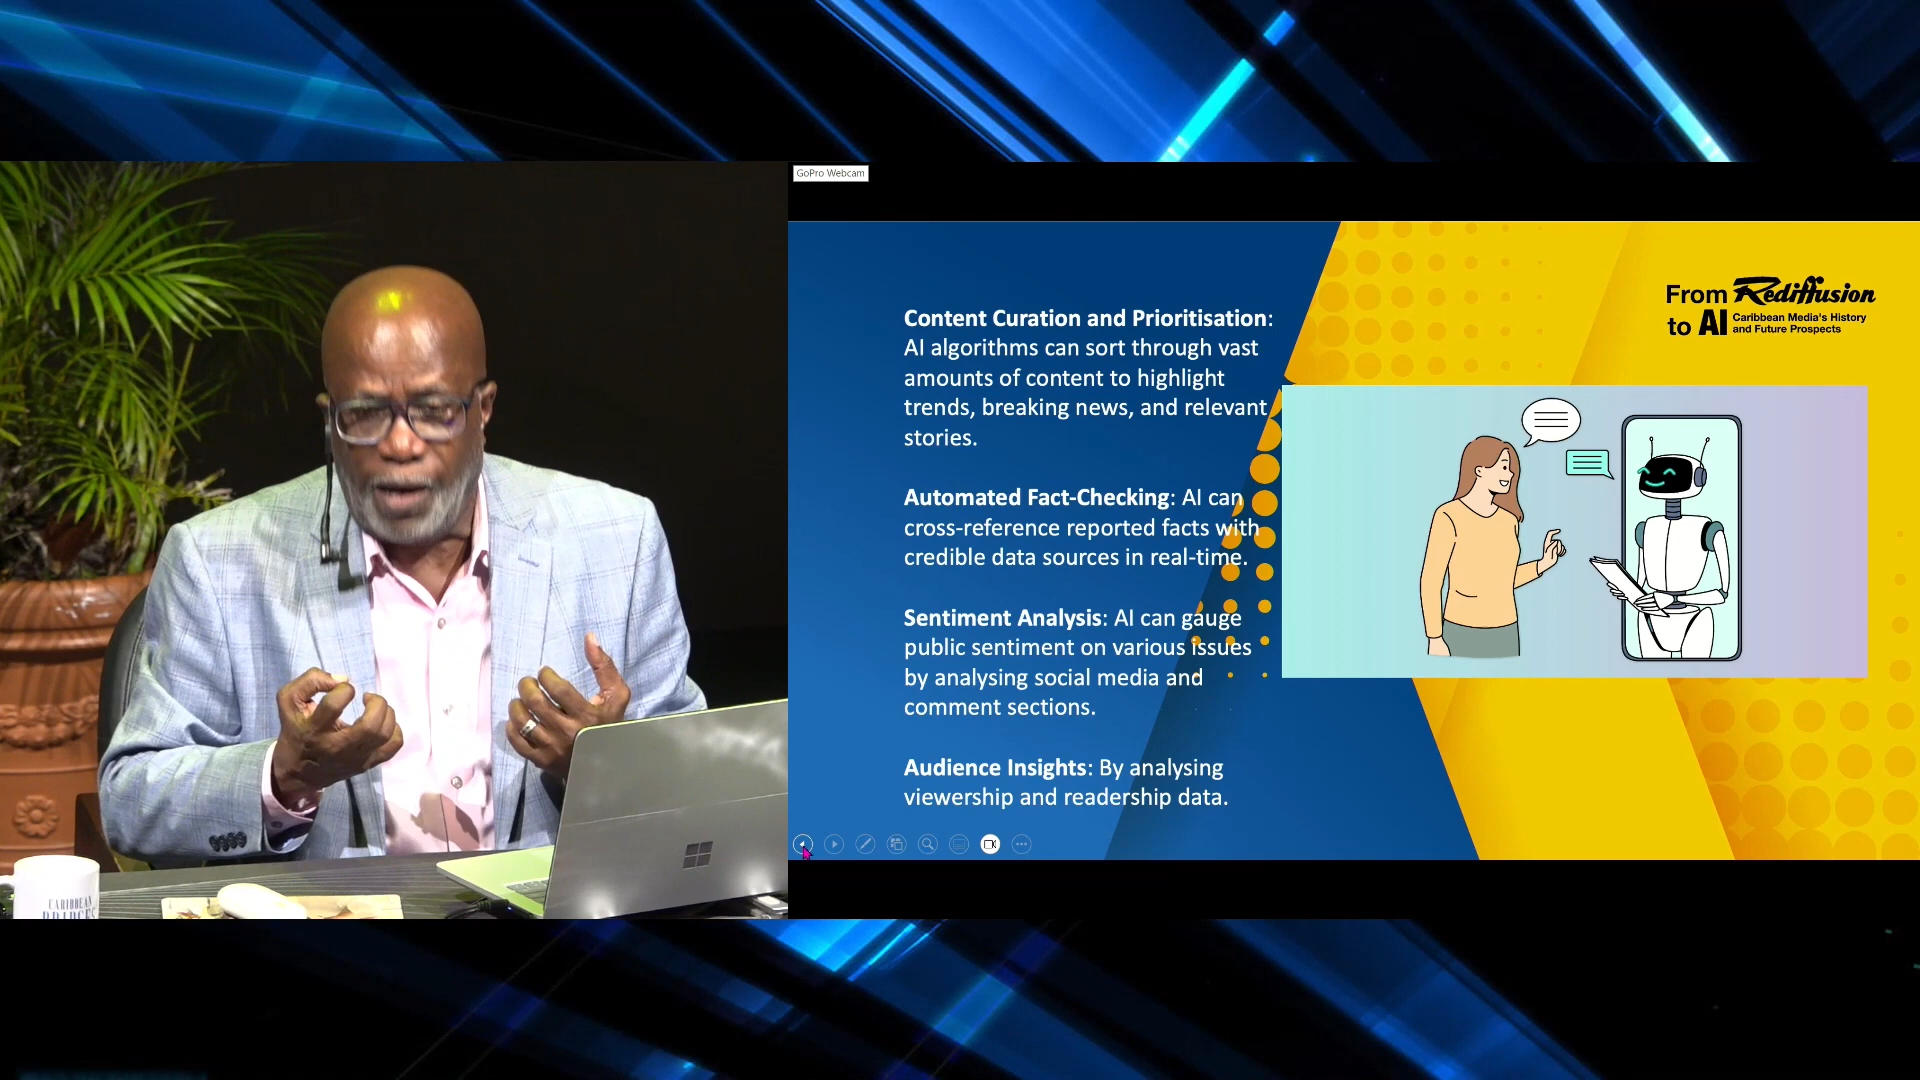 GoPro Webcam
From Rediffusion
to AI Caribbean Media's History
and Future Prospects
Content Curation and Prioritisation:
AI algorithms can sort through vast
amounts of content to highlight
trends, breaking news, and relevant
stories.
Automated Fact-Checking: AI can
cross-reference reported facts with
credible data sources in real-time.
Sentiment Analysis: AI can gauge
public sentiment on various issues
by analysing social media and
comment sections.
Audience Insights: By analysing
viewership and readership data.
CARIBBEAN
BRIDGES